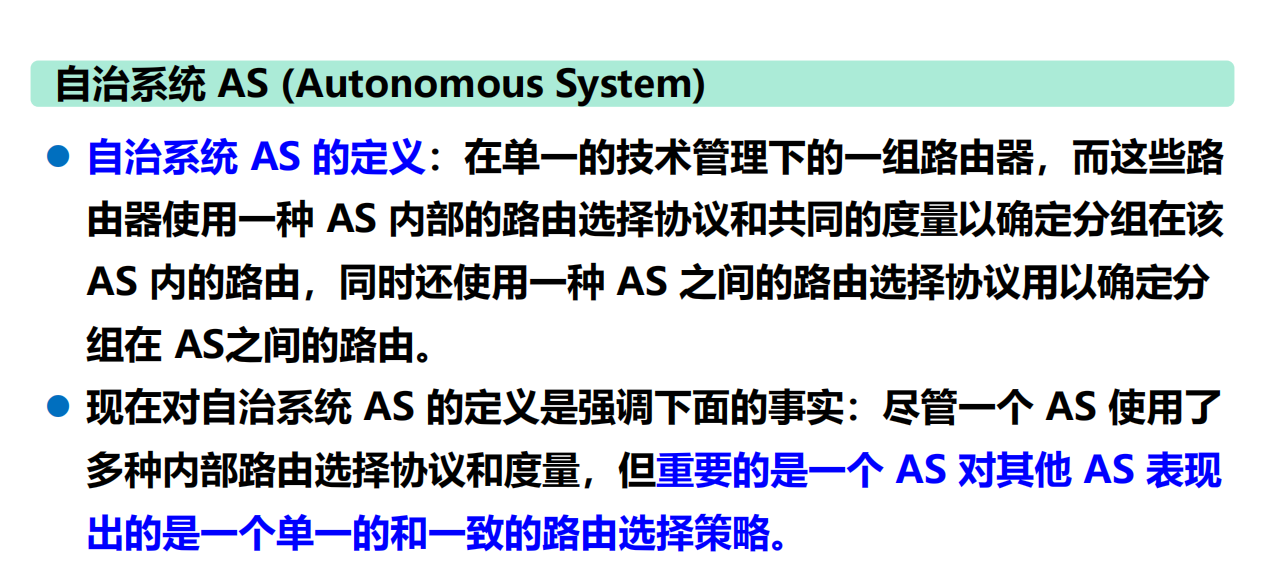 自治系统 AS (Autonomous System)
自治系统 AS 的定义：在单一的技术管理下的一组路由器，而这些路
由器使用一种 AS 内部的路由选择协议和共同的度量以确定分组在该
AS 内的路由，同时还使用一种 AS 之间的路由选择协议用以确定分
组在 AS之间的路由。
现在对自治系统 AS 的定义是强调下面的事实：尽管一个 AS 使用了
多种内部路由选择协议和度量，但重要的是一个 AS 对其他 AS 表现
出的是一个单一的和一致的路由选择策略。